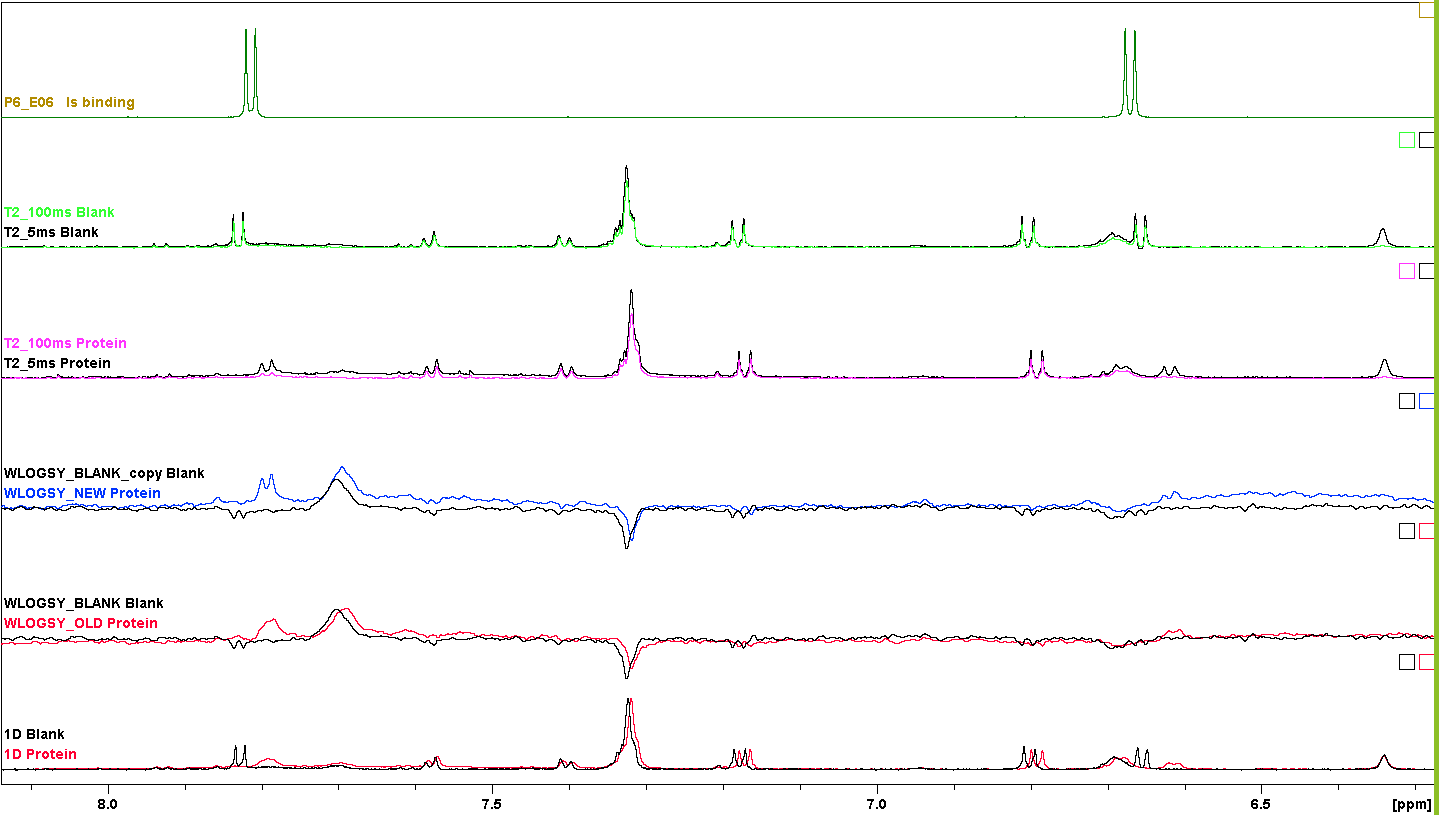 P6_E06 Is binding
T2_100ms Blank
T2_5ms Blank
T2_100ms Protein
T2_5ms Protein
WLOGSY_BLANK_copy Blank
WLOGSY_NEW Protein
WLOGSY_BLANK Blank
WLOGSY_OLD Protein
1D Blank
1D Protein
8.0 7.5 7.0 6.5 [ppm]